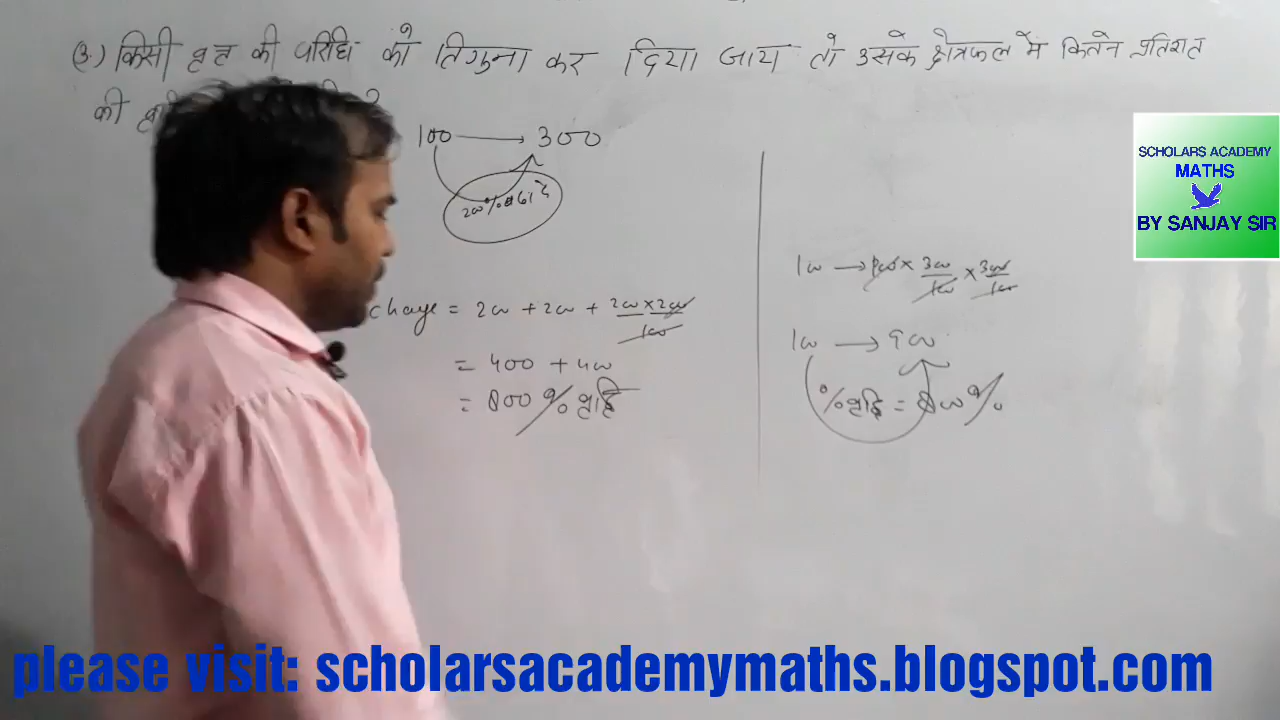 (3.) किसी वृत्त की परिधि को तिगुना कर दिया जाय तो उसके क्षेत्रफल में कितने प्रतिशत
की
100 → 300
200%
change = 200 + 200 + 200 × 200 / 100
= 400 + 400
= 800 % वृद्धि
100 → 100 × 300/100 × 300/100
100 → 900
% वृद्धि = 800 %
SCHOLARS ACADEMY
MATHS
BY SANJAY SIR
please visit: scholarsacademymaths.blogspot.com